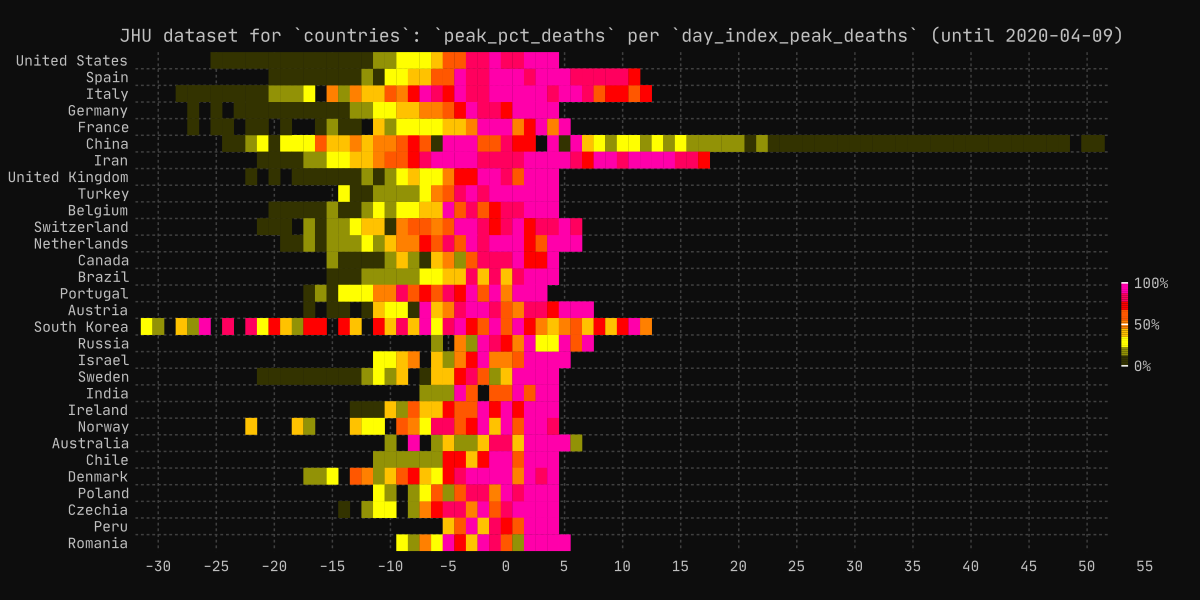 JHU dataset for `countries`: `peak_pct_deaths` per `day_index_peak_deaths` (until 2020-04-09)
United States
Spain
Italy
Germany
France
China
Iran
United Kingdom
Turkey
Belgium
Switzerland
Netherlands
Canada
Brazil
Portugal
Austria
South Korea
Russia
Israel
Sweden
India
Ireland
Norway
Australia
Chile
Denmark
Poland
Czechia
Peru
Romania
100%
50%
0%
-30 -25 -20 -15 -10 -5 0 5 10 15 20 25 30 35 40 45 50 55